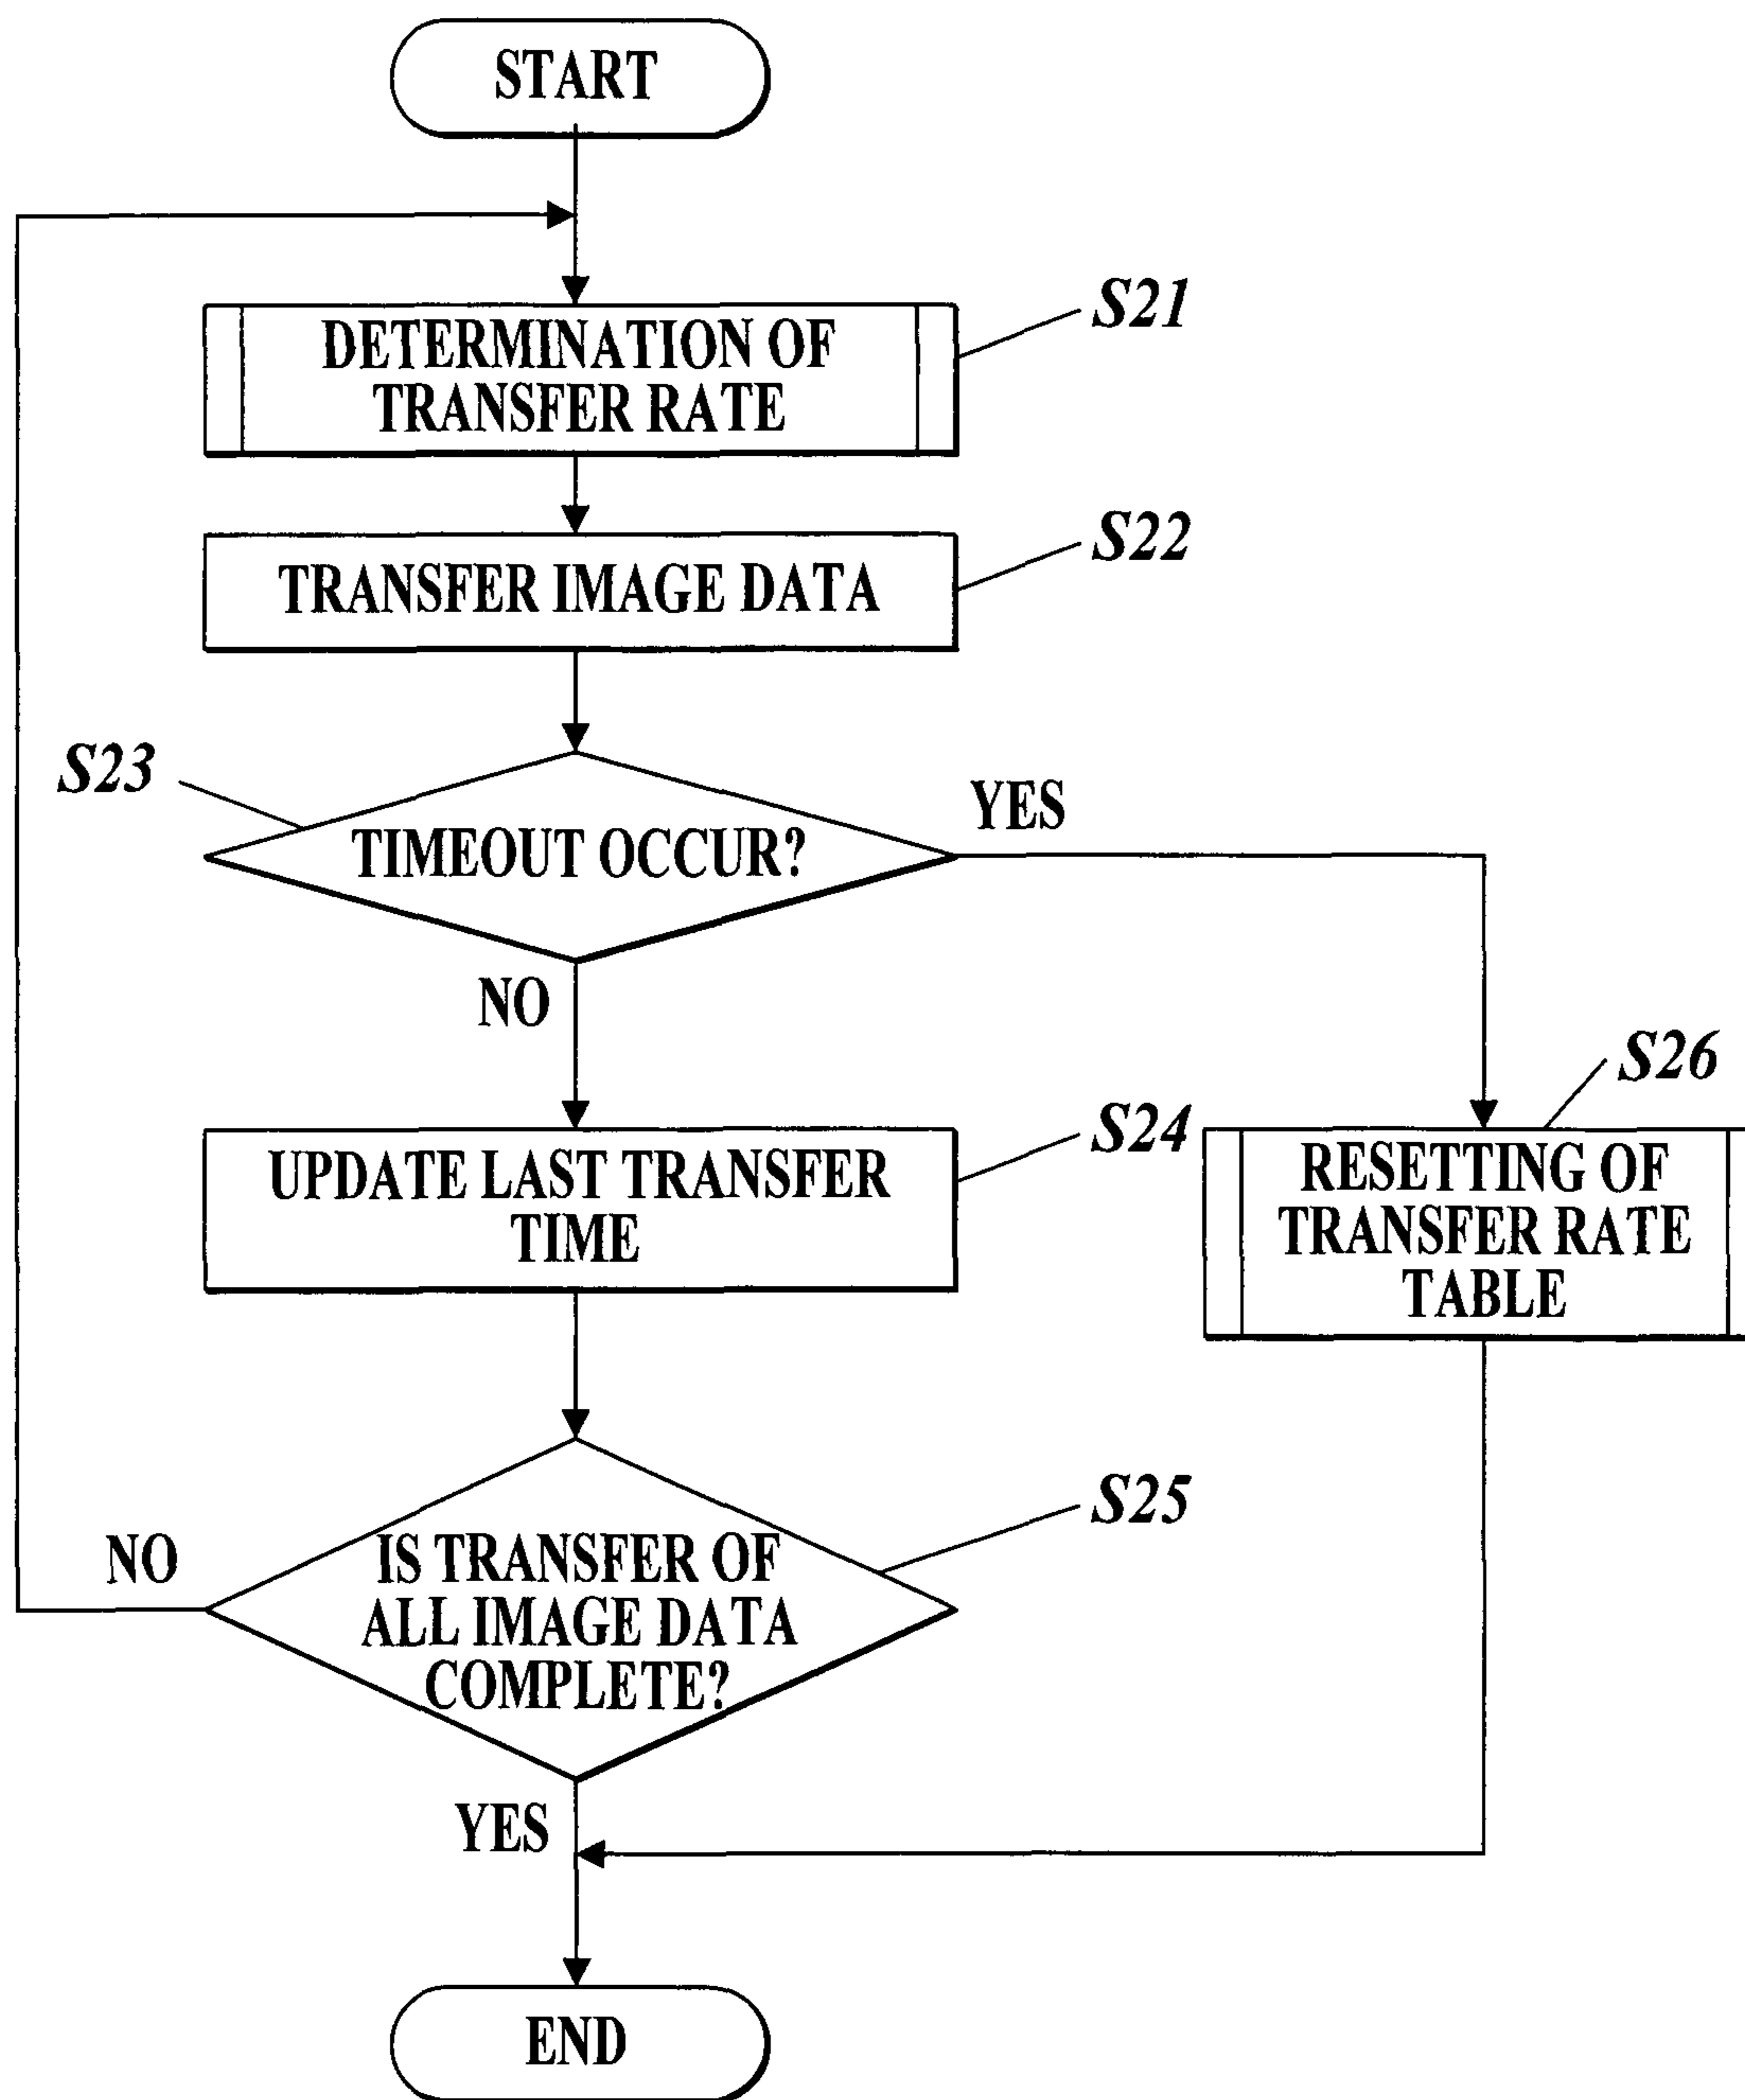 START
S21
DETERMINATION OF
TRANSFER RATE
S22
TRANSFER IMAGE DATA
S23
YES
TIMEOUT OCCUR?
NO
S26
S24
UPDATE LAST TRANSFER
TIME
RESETTING OF
TRANSFER RATE
TABLE
S25
NO
IS TRANSFER OF
ALL IMAGE DATA
COMPLETE?
YES
END